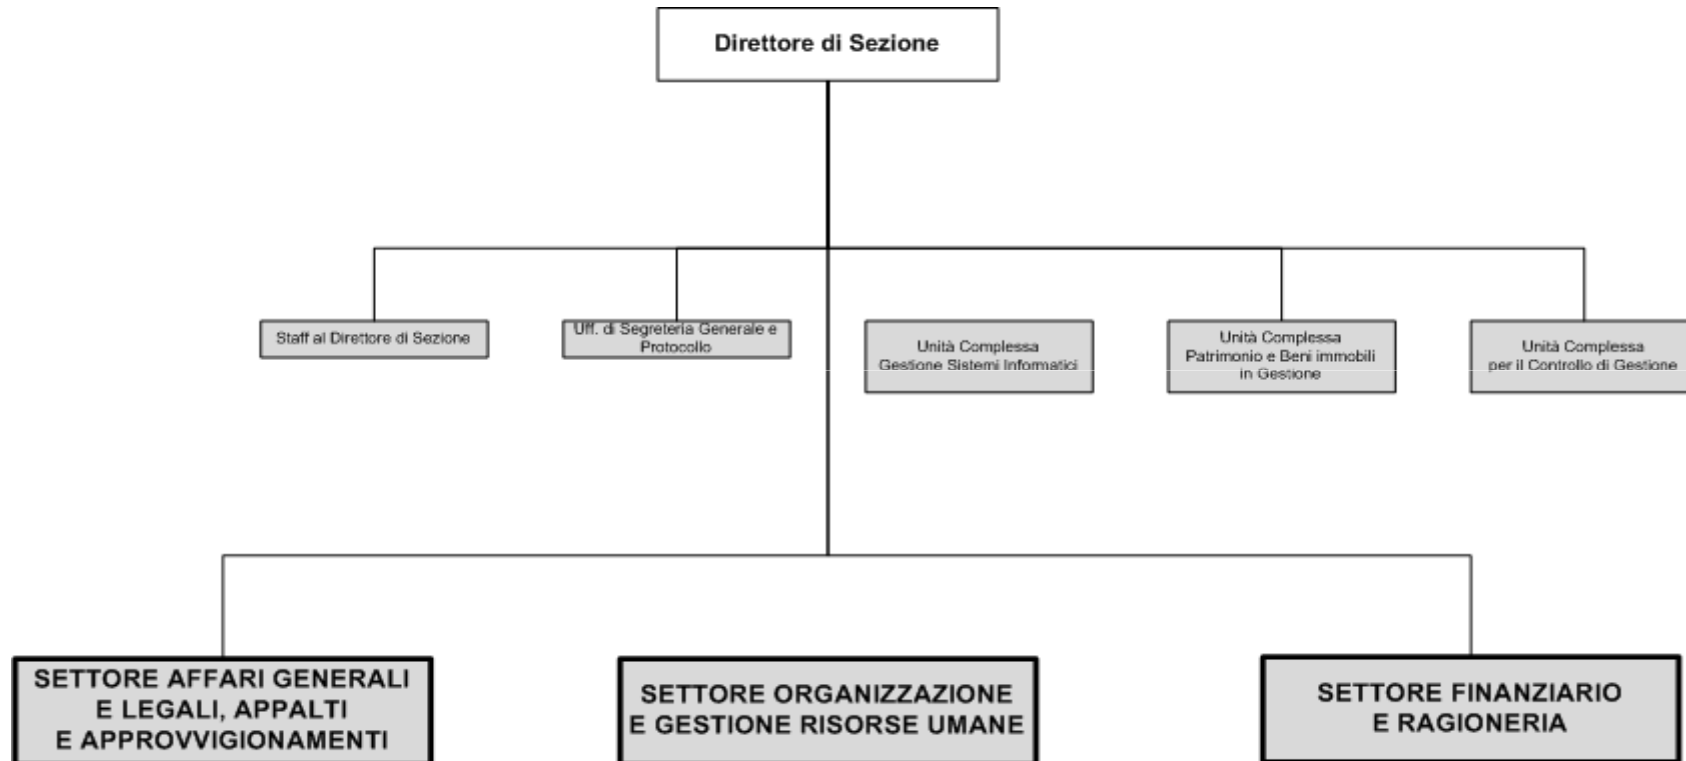 Direttore di Sezione
Staff al Direttore di Sezione
Uff. di Segreteria Generale e
Protocollo
Unità Complessa
Gestione Sistemi Informatici
Unità Complessa
Patrimonio e Beni immobili
in Gestione
Unità Complessa
per il Controllo di Gestione
SETTORE AFFARI GENERALI
E LEGALI, APPALTI
E APPROVVIGIONAMENTI
SETTORE ORGANIZZAZIONE
E GESTIONE RISORSE UMANE
SETTORE FINANZIARIO
E RAGIONERIA